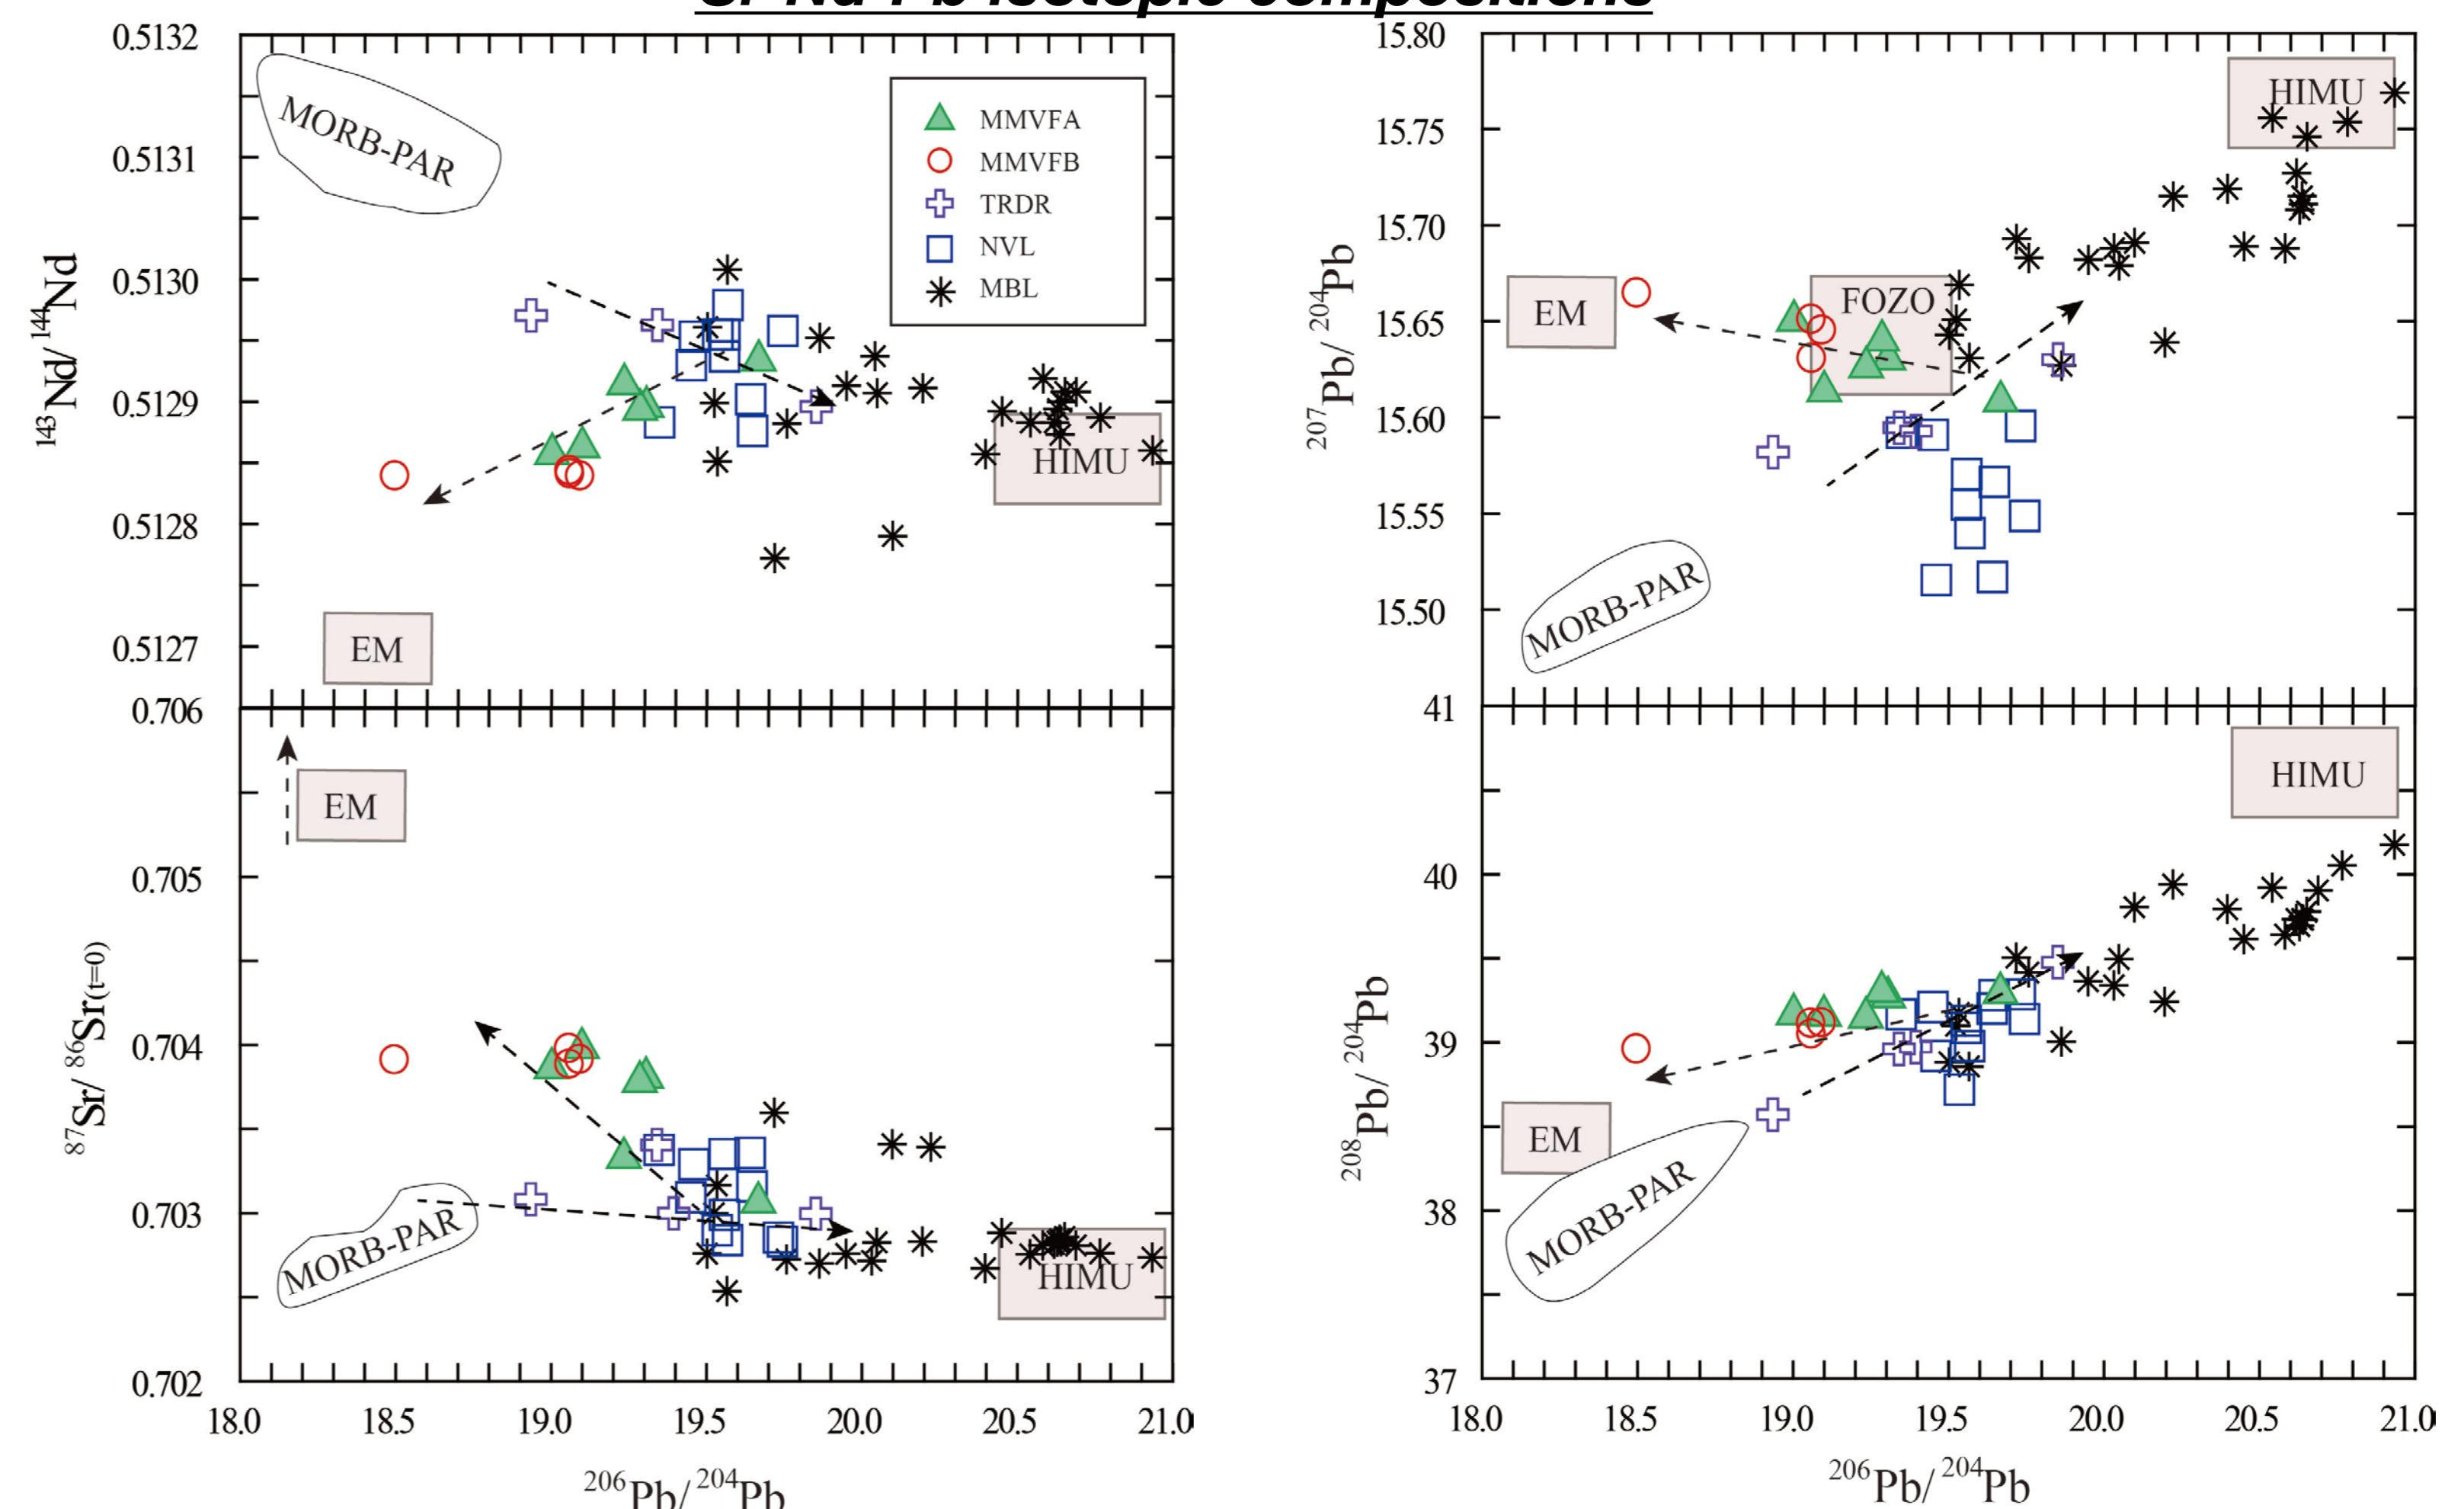 Sr-Nd-Pb isotopic compositions
0.5132
0.5131
0.5130
0.5129
0.5128
0.5127
143Nd/ 144Nd
MORB-PAR
MMVFA
MMVFB
TRDR
NVL
MBL
HIMU
EM
0.706
0.705
0.704
0.703
0.702
87Sr/ 86Sr(t=0)
EM
MORB-PAR
HIMU
18.0 18.5 19.0 19.5 20.0 20.5 21.0
206Pb/ 204Pb
15.80
15.75
15.70
15.65
15.60
15.55
15.50
207Pb/ 204Pb
HIMU
EM
FOZO
MORB-PAR
41
40
39
38
37
208Pb/ 204Pb
HIMU
EM
MORB-PAR
18.0 18.5 19.0 19.5 20.0 20.5 21.0
206Pb/ 204Pb